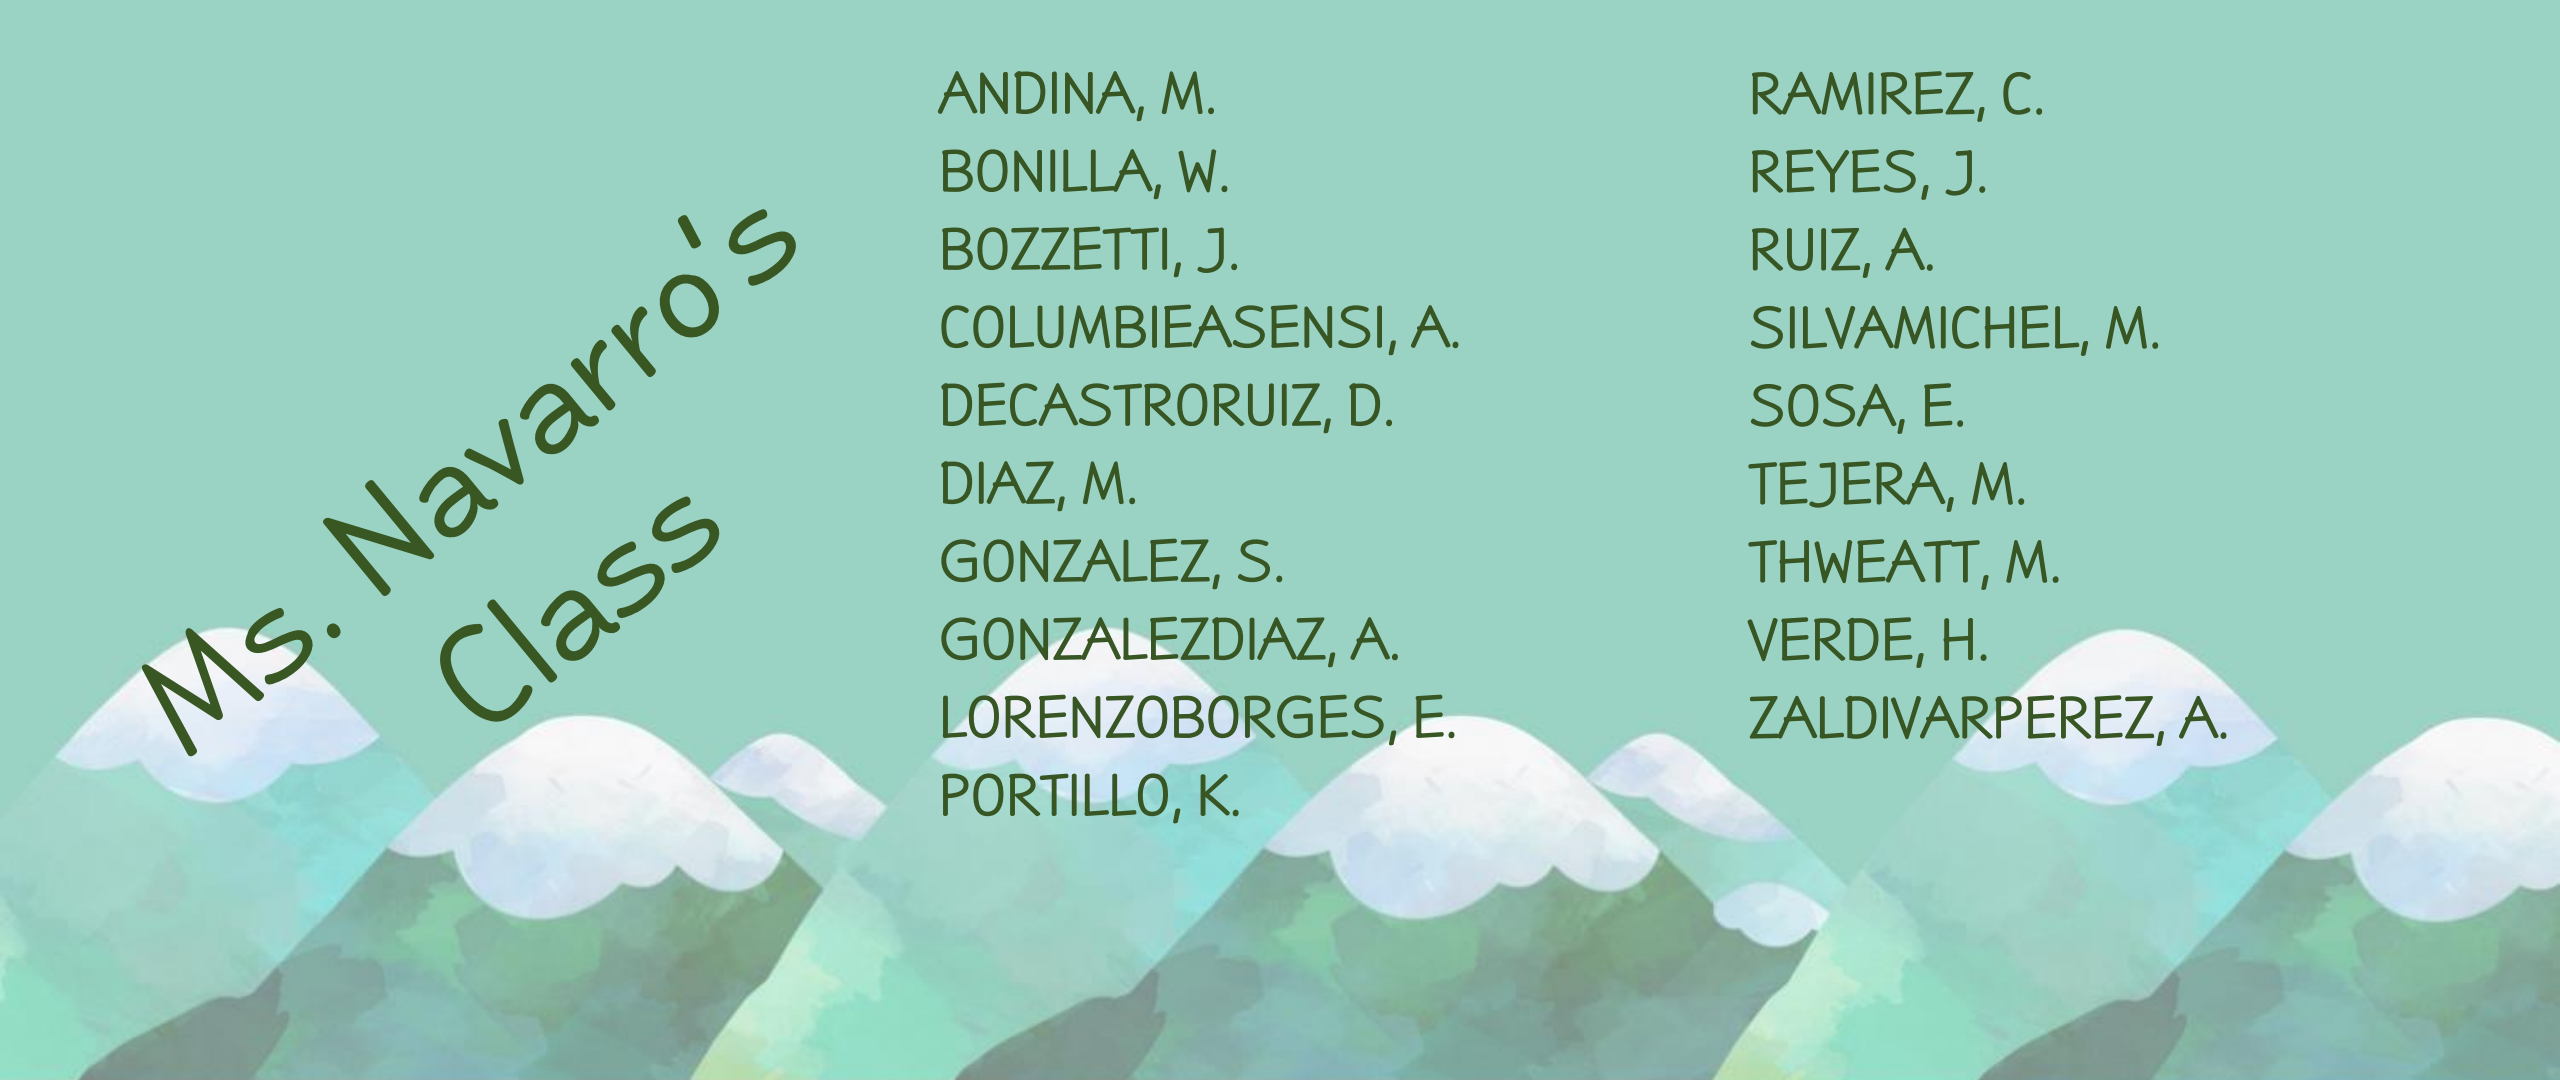 Ms. Navarro's
Class
ANDINA, M.
BONILLA, W.
BOZZETTI, J.
COLUMBIEASENSI, A.
DECASTRORUIZ, D.
DIAZ, M.
GONZALEZ, S.
GONZALEZDIAZ, A.
LORENZOBORGES, E.
PORTILLO, K.
RAMIREZ, C.
REYES, J.
RUIZ, A.
SILVAMICHEL, M.
SOSA, E.
TEJERA, M.
THWEATT, M.
VERDE, H.
ZALDIVARPEREZ, A.